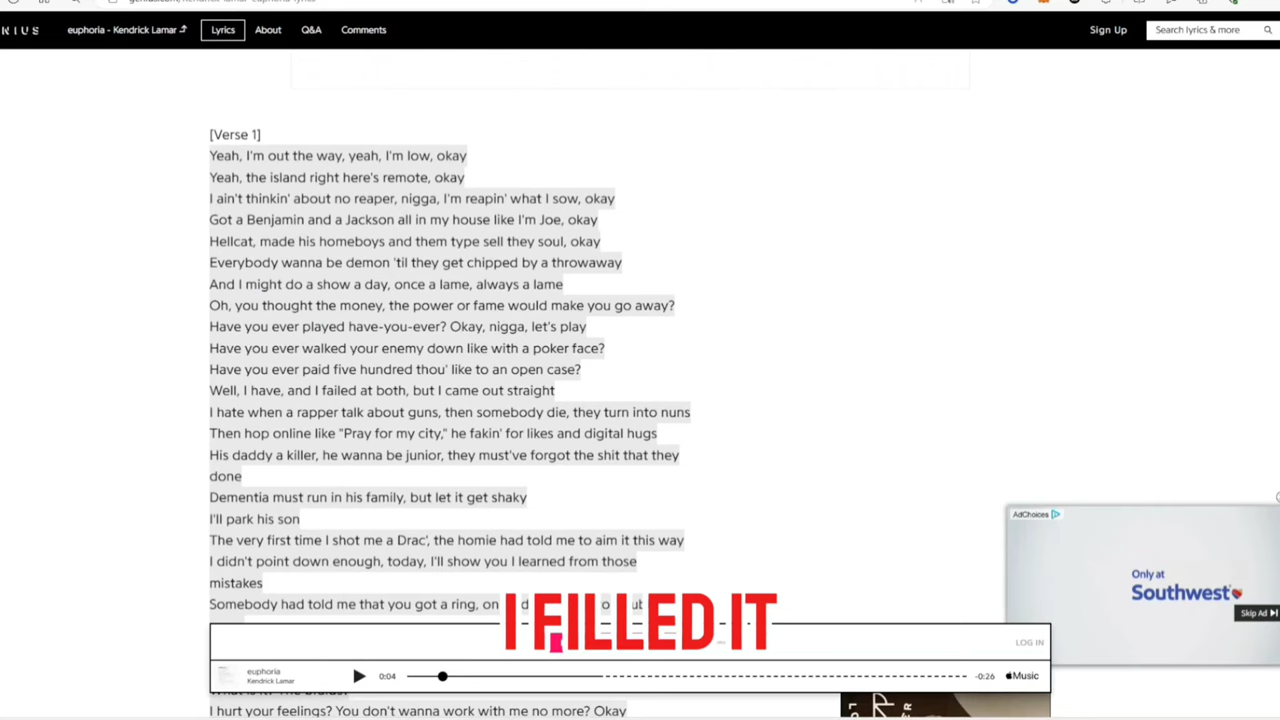 genius.com/Kendrick-lamar-euphoria-lyrics
NIUS
euphoria - Kendrick Lamar
Lyrics
About
Q&A
Comments
Sign Up
Search lyrics & more
[Verse 1]
Yeah, I'm out the way, yeah, I'm low, okay
Yeah, the island right here's remote, okay
I ain't thinkin' about no reaper, nigga, I'm reapin' what I sow, okay
Got a Benjamin and a Jackson all in my house like I'm Joe, okay
Hellcat, made his homeboys and them type sell they soul, okay
Everybody wanna be demon 'til they get chipped by a throwaway
And I might do a show a day, once a lame, always a lame
Oh, you thought the money, the power or fame would make you go away?
Have you ever played have-you-ever? Okay, nigga, let's play
Have you ever walked your enemy down like with a poker face?
Have you ever paid five hundred thou' like to an open case?
Well, I have, and I failed at both, but I came out straight
I hate when a rapper talk about guns, then somebody die, they turn into nuns
Then hop online like "Pray for my city," he fakin' for likes and digital hugs
His daddy a killer, he wanna be junior, they must've forgot the shit that they
done
Dementia must run in his family, but let it get shaky
I'll park his son
The very first time I shot me a Drac', the homie had told me to aim it this way
I didn't point down enough, today, I'll show you I learned from those
mistakes
Somebody had told me that you got a ring, on
I FILLED IT
LOG IN
euphoria
Kendrick Lamar
0:04
-0:26
Music
I hurt your feelings? You don't wanna work with me no more? Okay
AdChoices
Only at
Southwest
Skip Ad